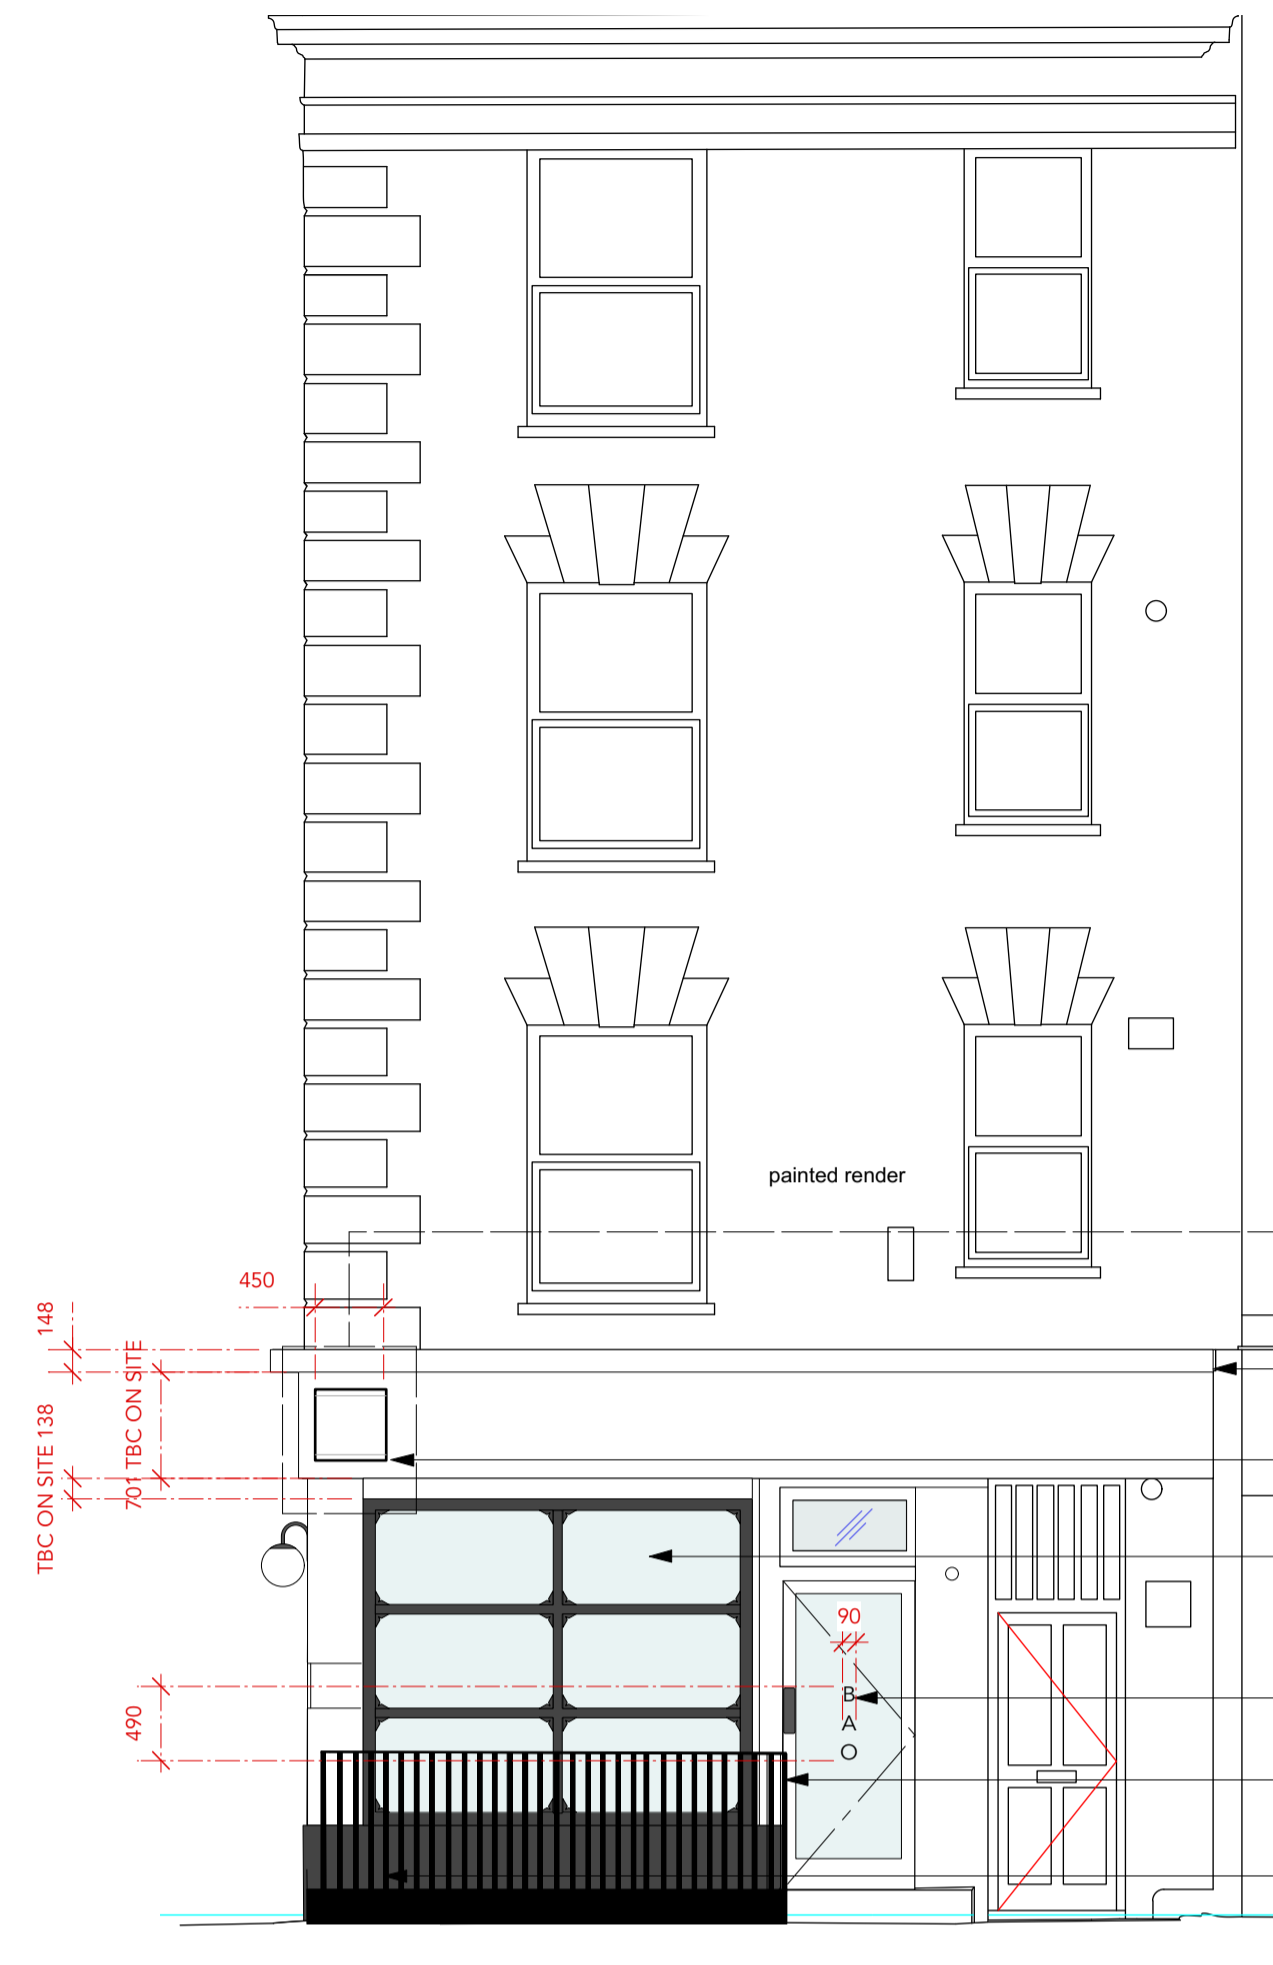 painted render
450
148
701 TBC ON SITE
TBC ON SITE 138
90
490
B
A
O